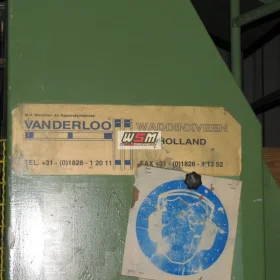 VANDERLOO WADDINXVEEN
WSM HOLLAND
TEL. +31 - (0)1828 - 1 20 11 FAX +31 - (0)1828 - 1 13 52